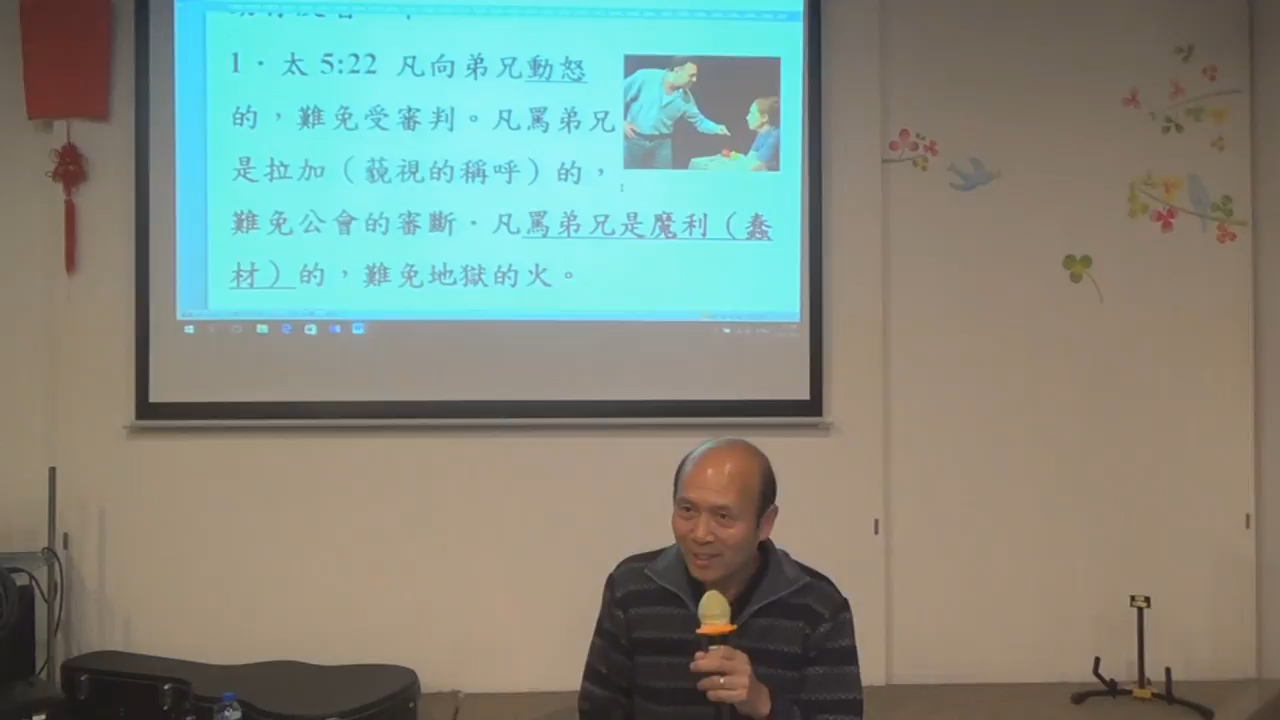 1．太 5:22 凡向弟兄動怒
的，難免受審判。凡罵弟兄
是拉加（藐視的稱呼）的，
難免公會的審斷．凡罵弟兄是魔利（蠢
材）的，難免地獄的火。